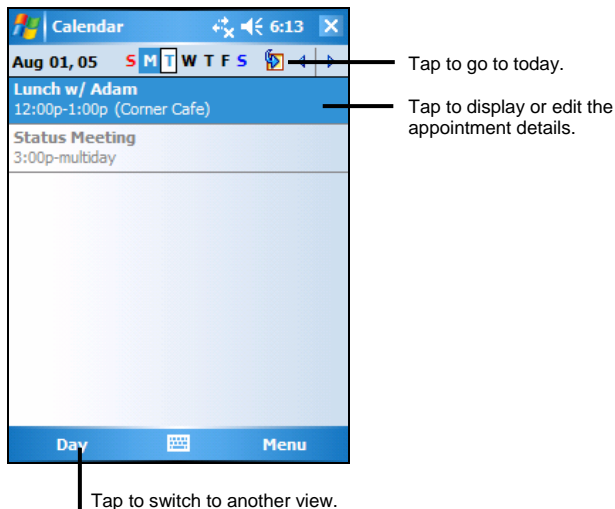 Calendar 6:13
Aug 01, 05 S M T W T F S
Tap to go to today.
Lunch w/ Adam
12:00p-1:00p (Corner Cafe)
Tap to display or edit the
appointment details.
Status Meeting
3:00p-multiday
Day Menu
Tap to switch to another view.